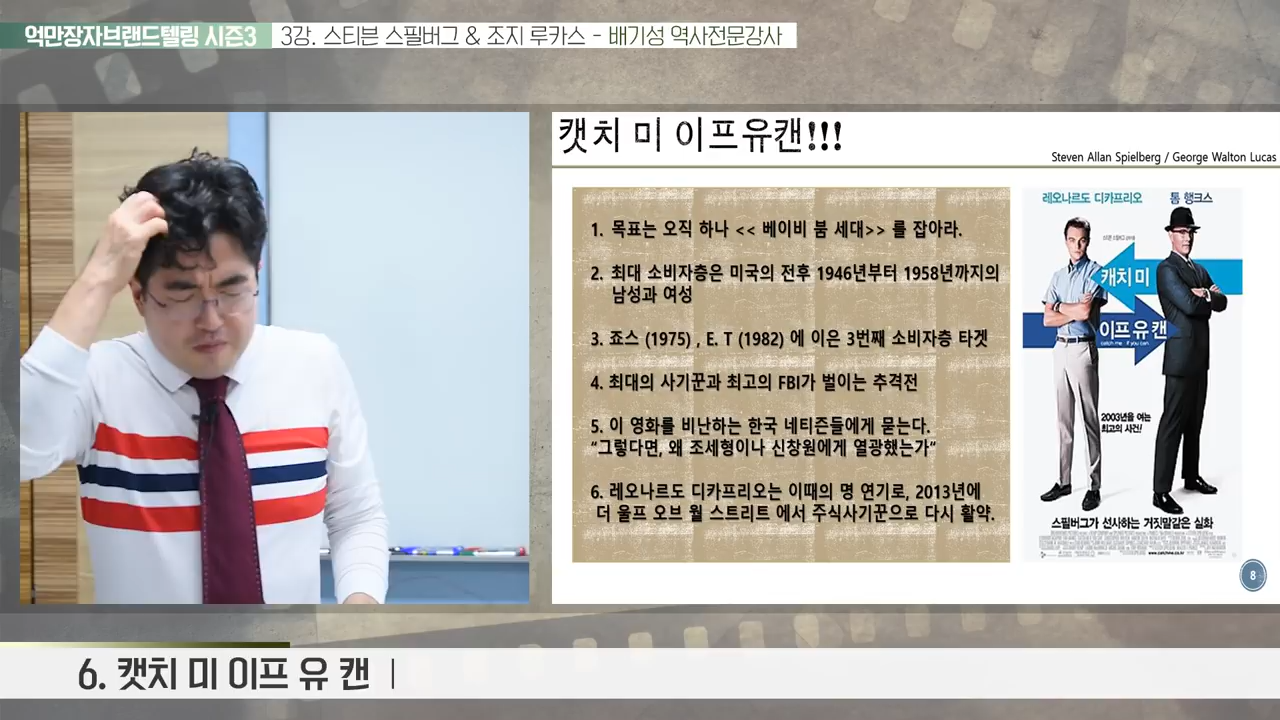 억만장자브랜드텔링 시즌3
3강. 스티븐 스필버그 & 조지 루카스 - 배기성 역사전문강사
캣치 미 이프유캔!!!
Steven Allan Spielberg / George Walton Lucas
1. 목표는 오직 하나 << 베이비 붐 세대>> 를 잡아라.
2. 최대 소비자층은 미국의 전후 1946년부터 1958년까지의
남성과 여성
3. 죠스 (1975) , E. T (1982) 에 이은 3번째 소비자층 타겟
4. 최대의 사기꾼과 최고의 FBI가 벌이는 추격전
5. 이 영화를 비난하는 한국 네티즌들에게 묻는다.
“그렇다면, 왜 조세형이나 신창원에게 열광했는가“
6. 레오나르도 디카프리오는 이때의 명 연기로, 2013년에
더 울프 오브 월 스트리트 에서 주식사기꾼으로 다시 활약.
레오나르도 디카프리오
톰 행크스
캐치 미
이프 유 캔
catch me if you can
2003년을 여는
최고의 사건!
스필버그가 선사하는 거짓말같은 실화
8
6. 캣치 미 이프 유 캔